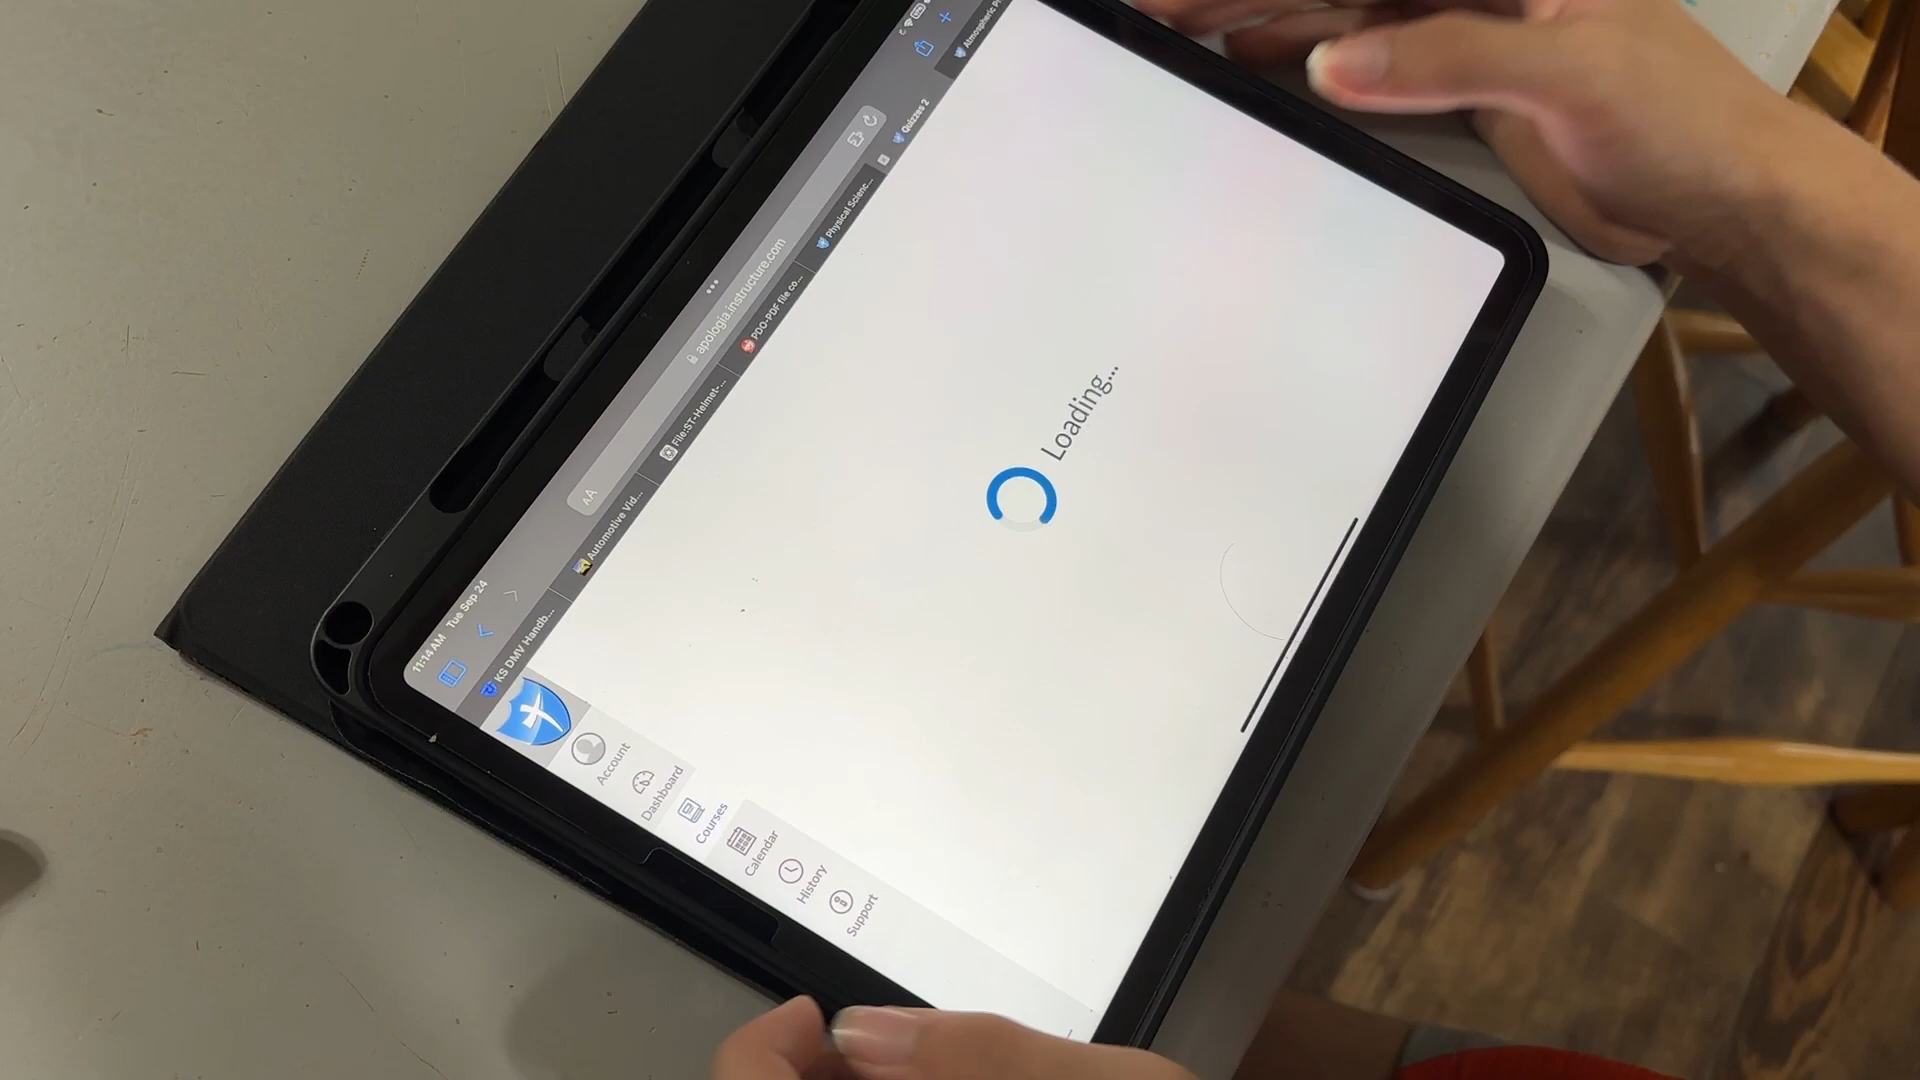 11:14 AM Tue Sep 24
AA
apologia.instructure.com
KS DMV Handb...
Automotive Vid...
File:ST-Helmet-...
PDO-PDF file co...
Physical Scienc...
Quizzes 2
Atmospheric P
Account
Dashboard
Courses
Calendar
History
Support
Loading...